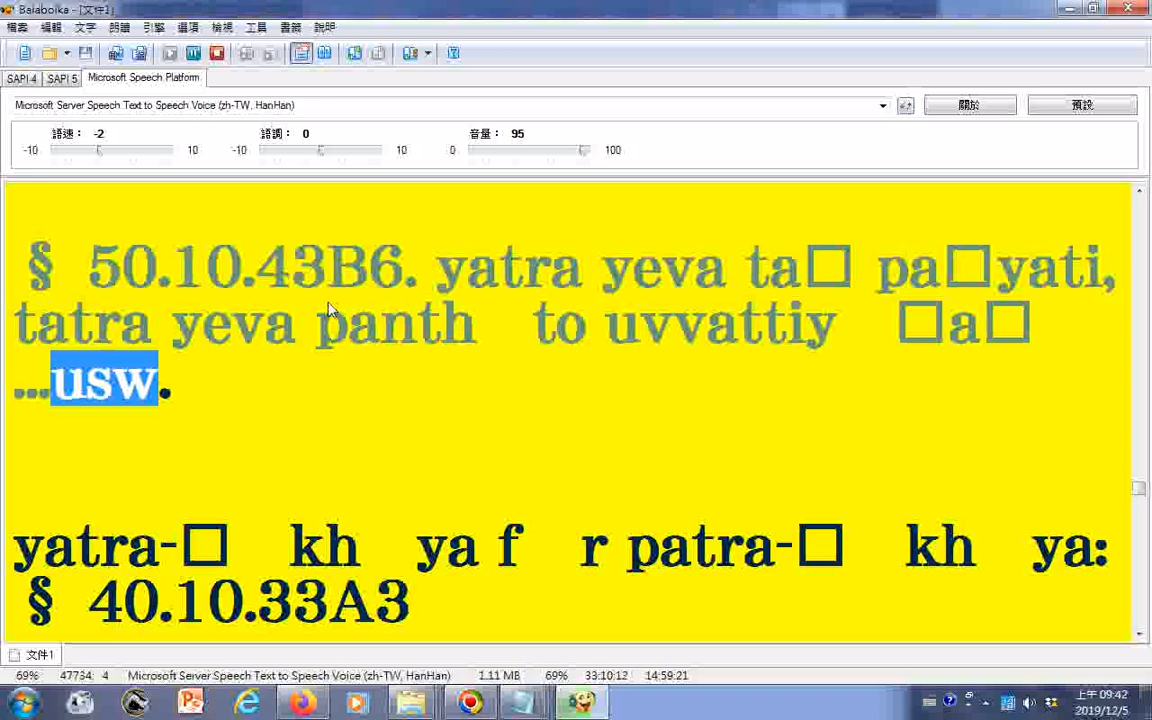 Balabolka - [文件1]
檔案 編輯 文字 朗讀 引擎 選項 檢視 工具 書籤 說明
SAPI 4 SAPI 5 Microsoft Speech Platform
Microsoft Server Speech Text to Speech Voice (zh-TW, HanHan) 關於 預設
語速： -2 語調： 0 音量： 95
-10 10 -10 10 0 100
§ 50.10.43B6. yatra yeva ta□ pa□yati,
tatra yeva panth to uvvattiy □a□
...usw.
yatra-□ kh ya f r patra-□ kh ya:
§ 40.10.33A3
文件1
69% 47734: 4 Microsoft Server Speech Text to Speech Voice (zh-TW, HanHan) 1.11 MB 69% 33:10:12 14:59:21
上午 09:42
2019/12/5